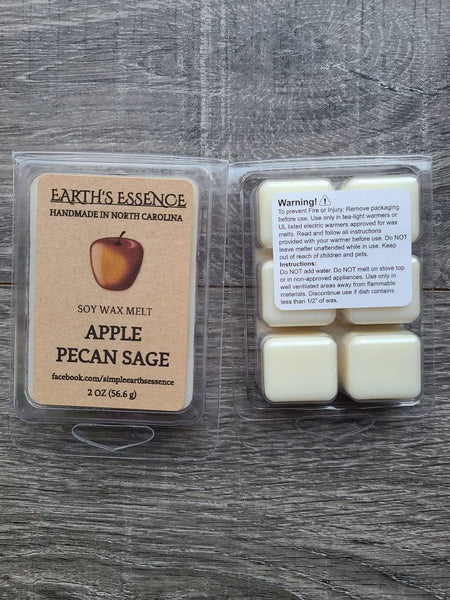 EARTH'S ESSENCE
HANDMADE IN NORTH CAROLINA
SOY WAX MELT
APPLE
PECAN SAGE
facebook.com/simpleearthsessence
2 OZ (56.6 g)
Warning!
To prevent Fire or Injury; Remove packaging
before use. Use only in tea-light warmers or
UL listed electric warmers approved for wax
melts. Read and follow all instructions
provided with your warmer before use. Do NOT
leave melter unattended while in use. Keep
out of reach of children and pets.
Instructions:
Do NOT add water. Do NOT melt on stove top
or in non-approved appliances. Use only in
well ventilated areas away from flammable
materials. Discontinue use if dish contains
less than 1/2" of wax.